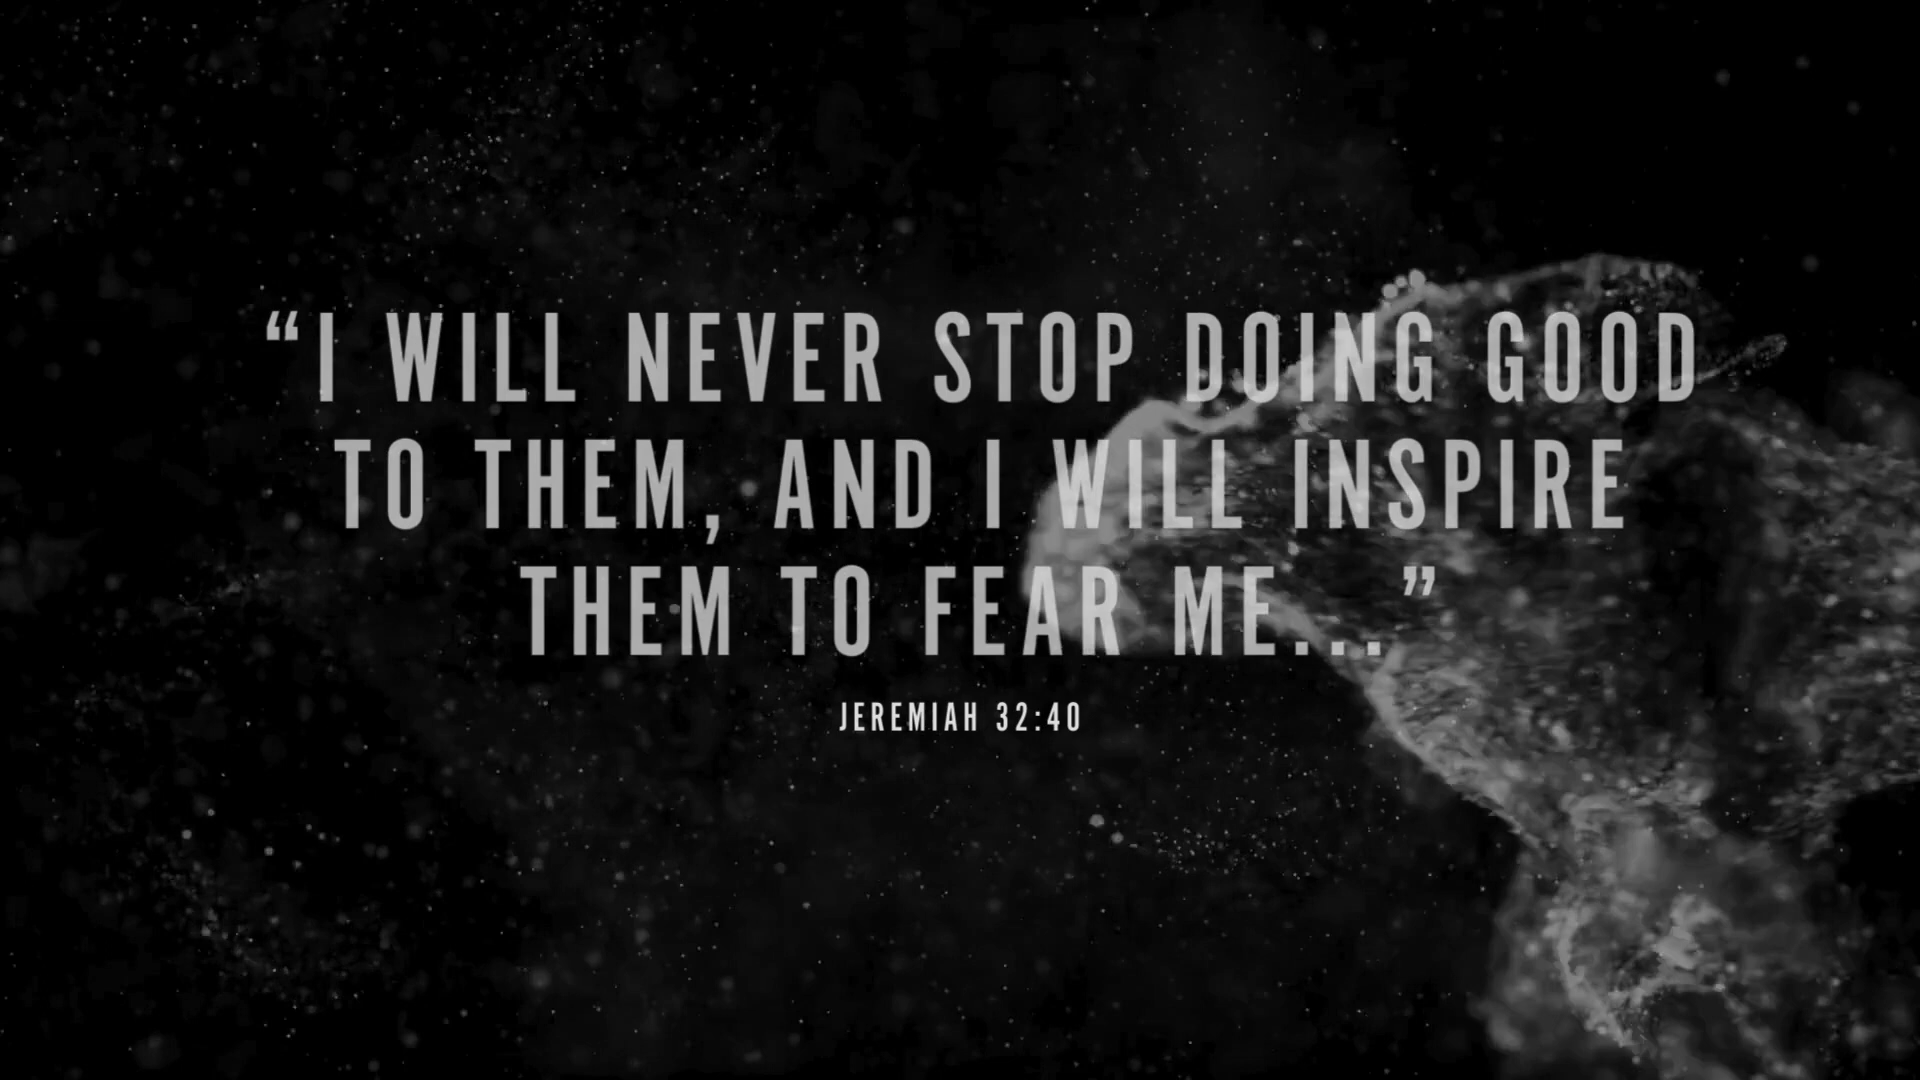 “I WILL NEVER STOP DOING GOOD
TO THEM, AND I WILL INSPIRE
THEM TO FEAR ME...”
JEREMIAH 32:40